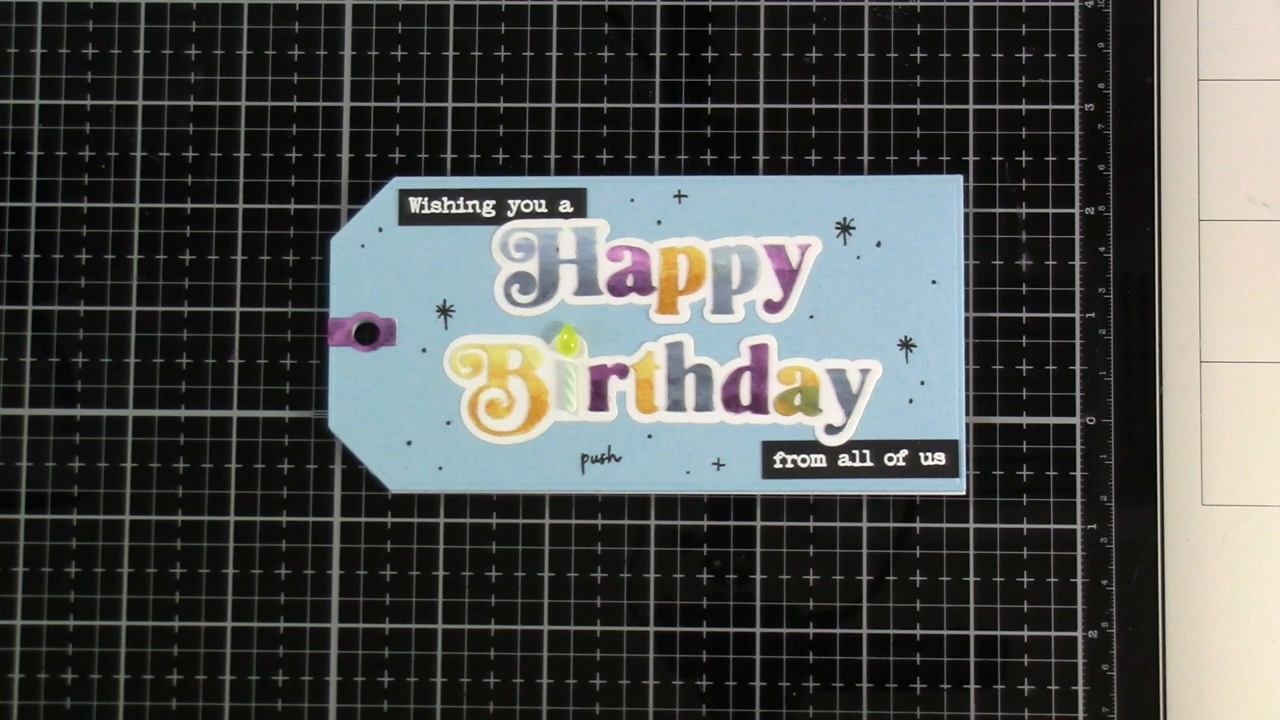 Wishing you a
Happy
Birthday
push
from all of us